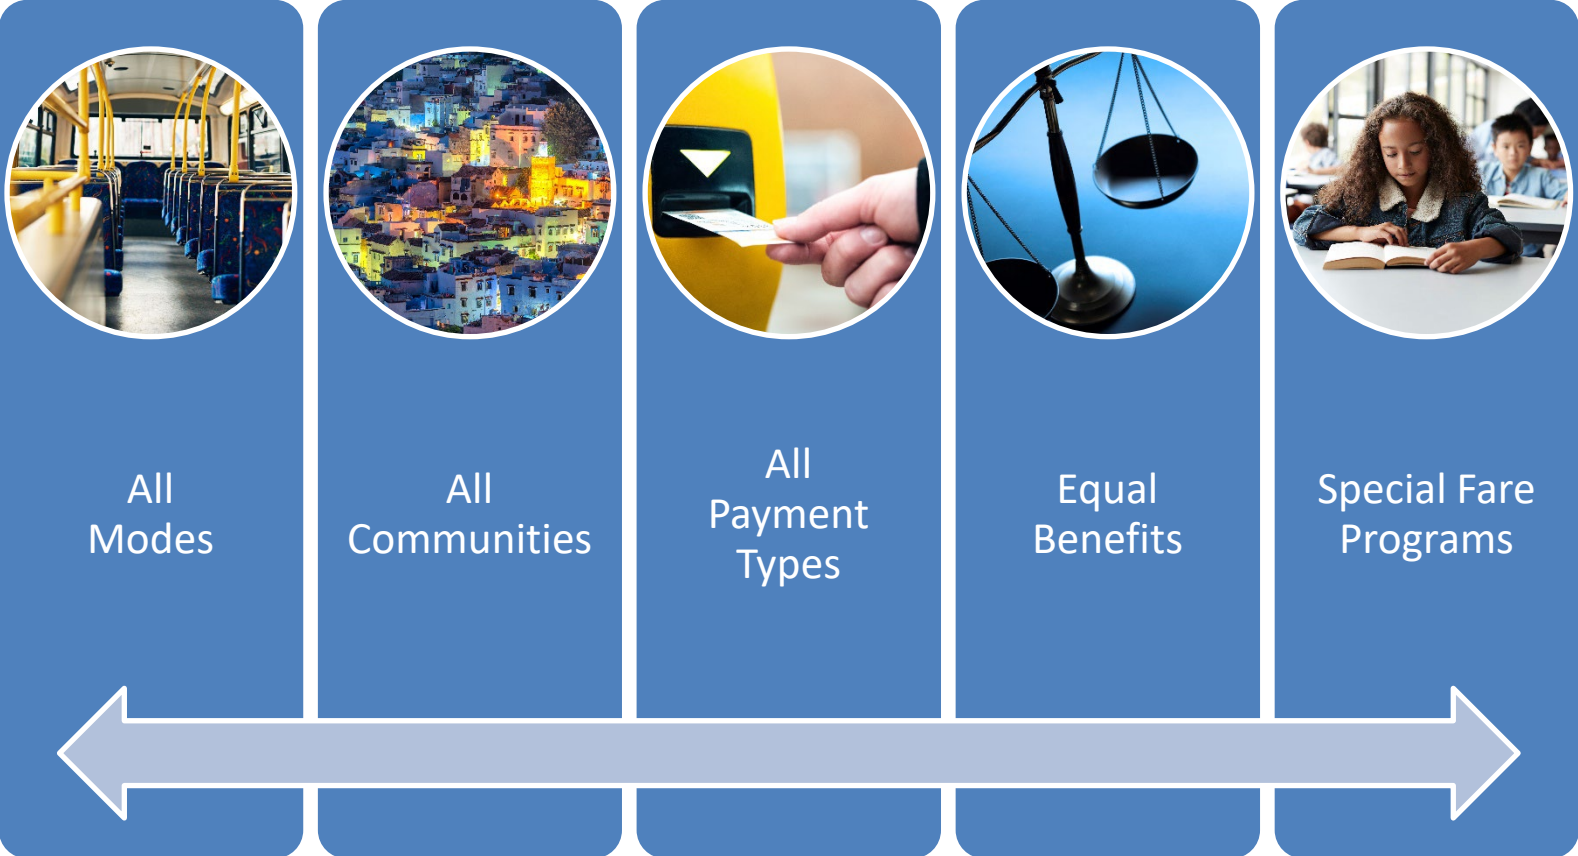 All
Modes
All
Communities
All
Payment
Types
Equal
Benefits
Special Fare
Programs